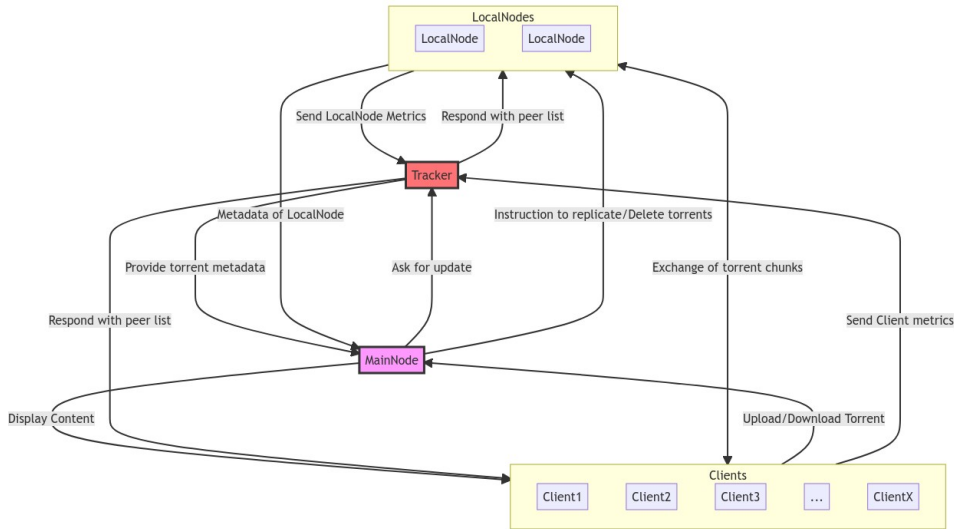 LocalNodes
LocalNode
LocalNode
Send LocalNode Metrics
Respond with peer list
Tracker
Metadata of LocalNode
Instruction to replicate/Delete torrents
Provide torrent metadata
Ask for update
Exchange of torrent chunks
Respond with peer list
Send Client metrics
MainNode
Display Content
Upload/Download Torrent
Clients
Client1
Client2
Client3
...
ClientX